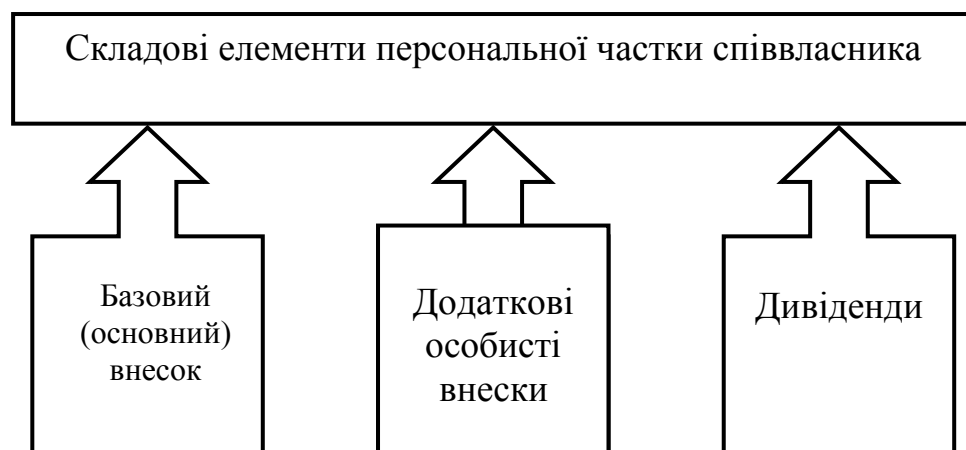 Складові елементи персональної частки співвласника
Базовий
(основний)
внесок
Додаткові
особисті
внески
Дивіденди